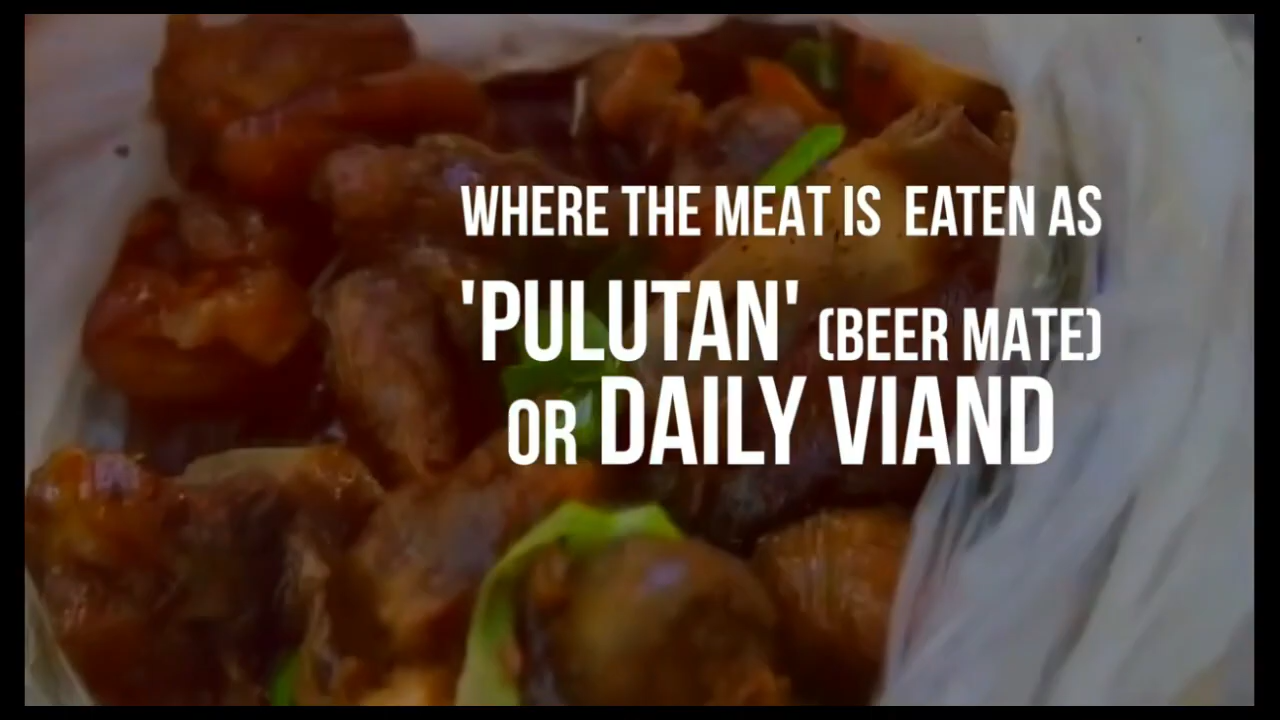 WHERE THE MEAT IS EATEN AS
'PULUTAN' (BEER MATE)
OR DAILY VIAND